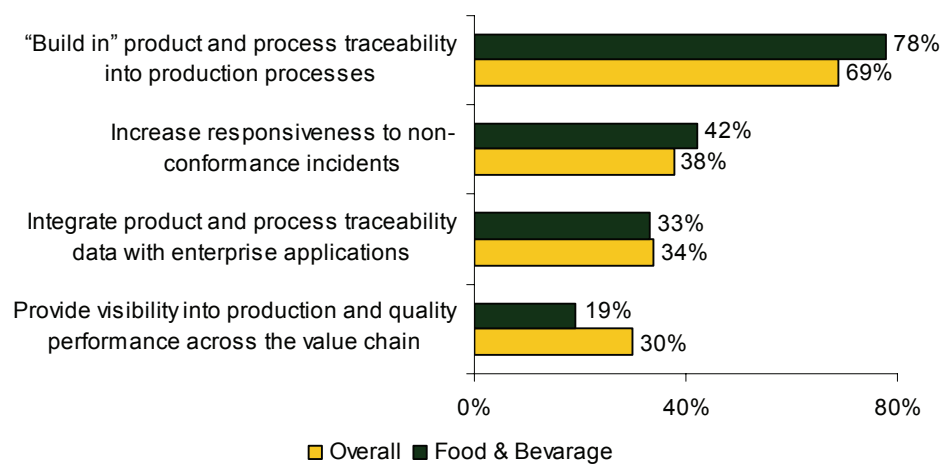 “Build in” product and process traceability
into production processes
78%
69%
Increase responsiveness to non-
conformance incidents
42%
38%
Integrate product and process traceability
data with enterprise applications
33%
34%
Provide visibility into production and quality
performance across the value chain
19%
30%
0% 40% 80%
Overall Food & Bevarage